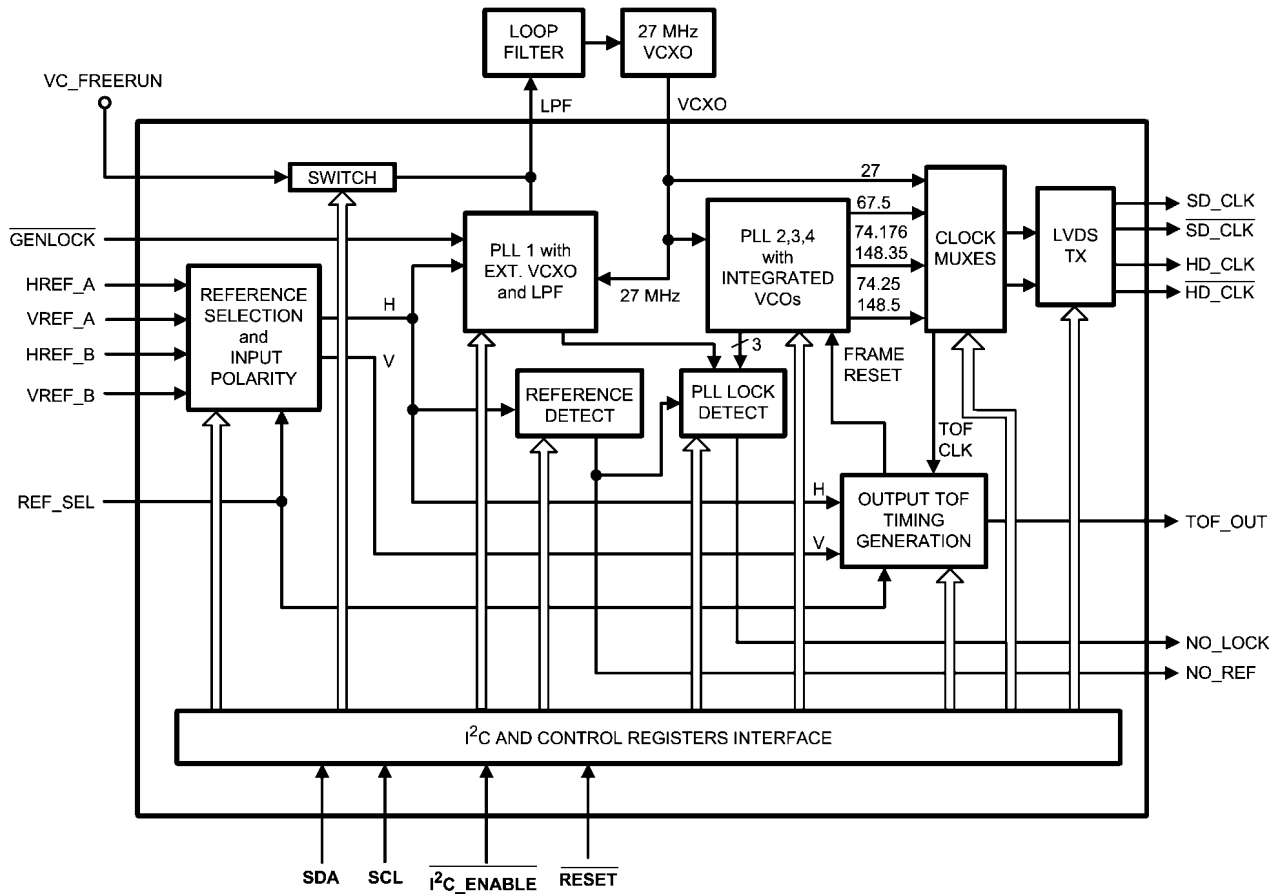 LOOP
FILTER
27 MHz
VCXO
VC_FREERUN
LPF
VCXO
SWITCH
27
67.5
74.176
148.35
74.25
148.5
GENLOCK
HREF_A
VREF_A
HREF_B
VREF_B
REFERENCE
SELECTION
and
INPUT
POLARITY
H
V
PLL 1 with
EXT. VCXO
and LPF
27 MHz
PLL 2,3,4
with
INTEGRATED
VCOs
CLOCK
MUXES
LVDS
TX
SD_CLK
SD_CLK
HD_CLK
HD_CLK
3
FRAME
RESET
REFERENCE
DETECT
PLL LOCK
DETECT
TOF
CLK
REF_SEL
H
V
OUTPUT TOF
TIMING
GENERATION
TOF_OUT
NO_LOCK
NO_REF
I²C AND CONTROL REGISTERS INTERFACE
SDA
SCL
I²C_ENABLE
RESET